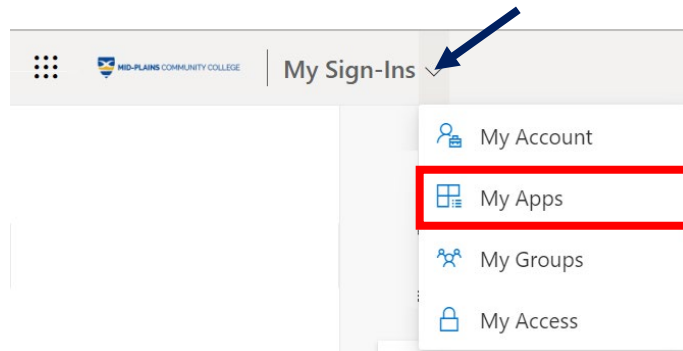 MID-PLAINS COMMUNITY COLLEGE
My Sign-Ins
My Account
My Apps
My Groups
My Access